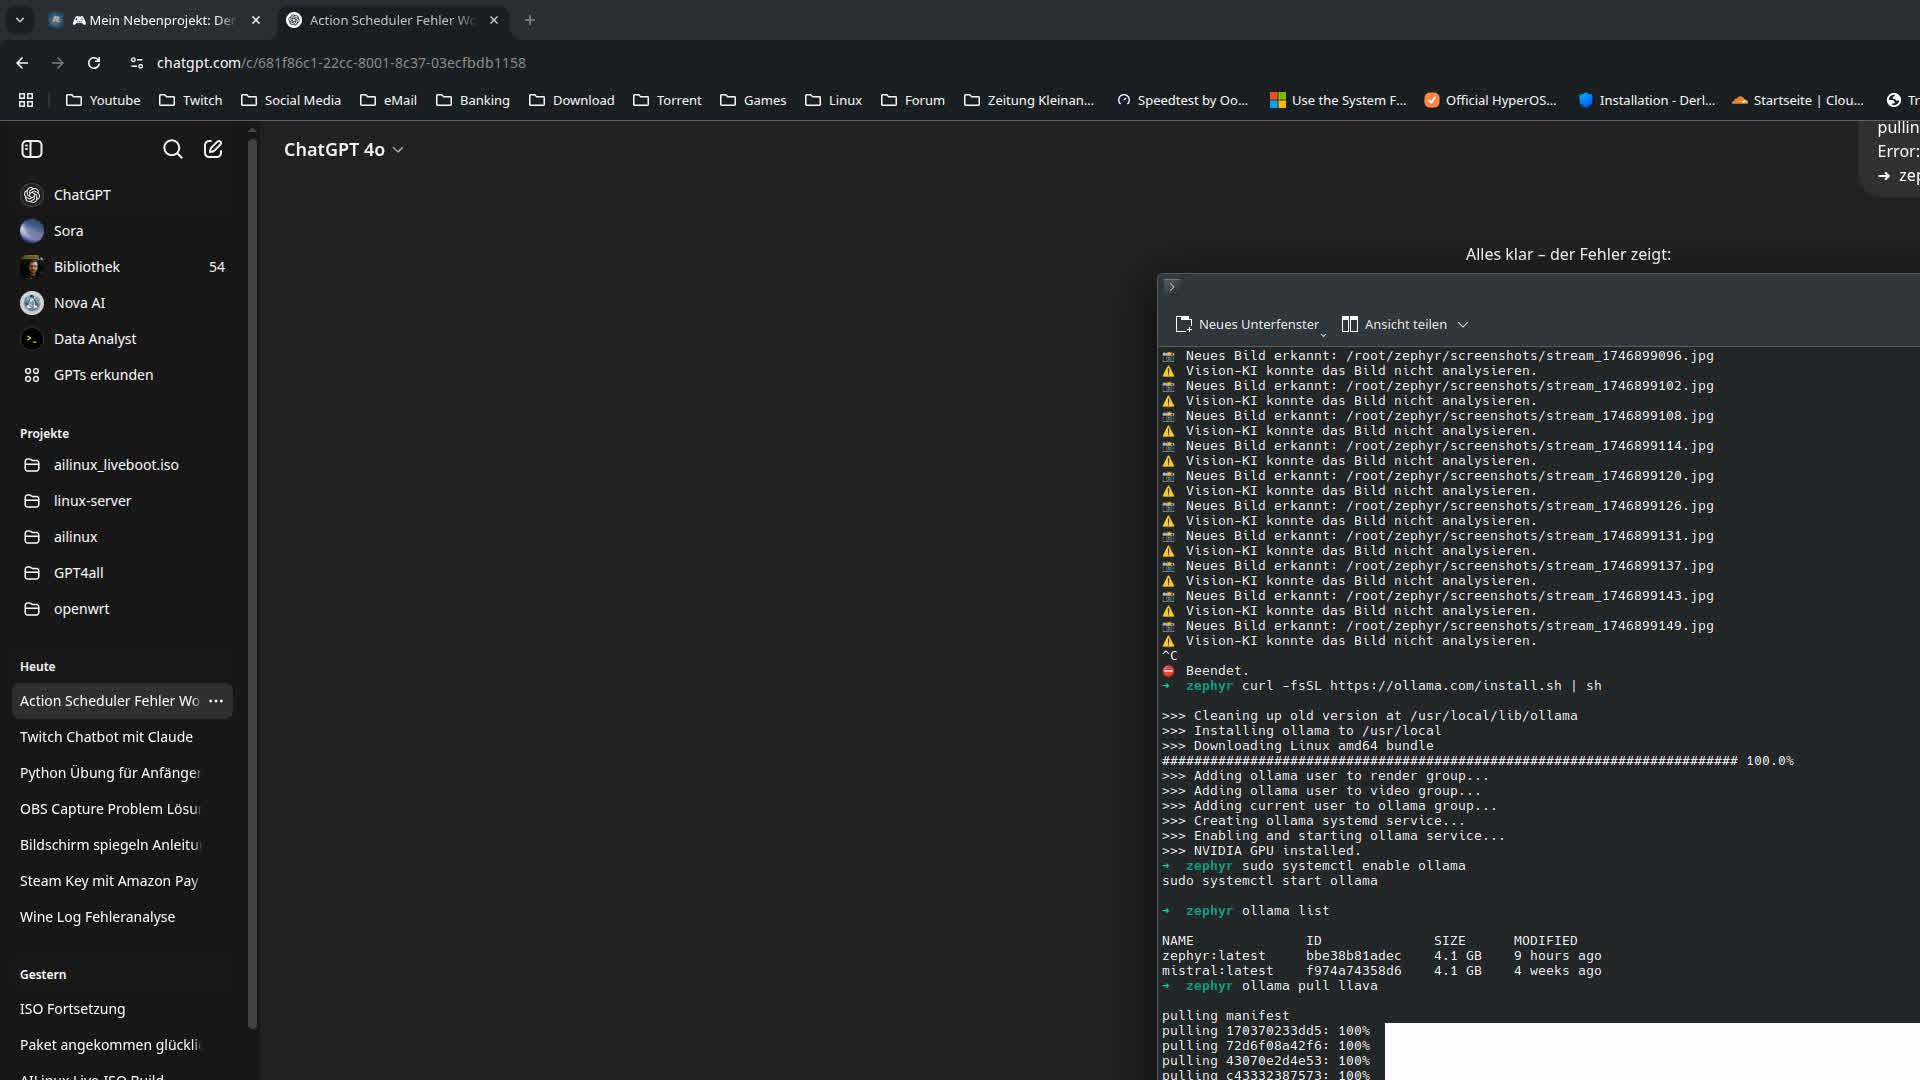 🎮 Mein Nebenprojekt: Der
Action Scheduler Fehler Wo
chatgpt.com/c/681f86c1-22cc-8001-8c37-03ecfbdb1158
Youtube
Twitch
Social Media
eMail
Banking
Download
Torrent
Games
Linux
Forum
Zeitung Kleinan...
Speedtest by Oo...
Use the System F...
Official HyperOS...
Installation - Derl...
Startseite | Clou...
Tr
ChatGPT 4o
ChatGPT
Sora
Bibliothek 54
Nova AI
Data Analyst
GPTs erkunden
Projekte
ailinux_liveboot.iso
linux-server
ailinux
GPT4all
openwrt
Heute
Action Scheduler Fehler Wo
Twitch Chatbot mit Claude
Python Übung für Anfänger
OBS Capture Problem Lösu
Bildschirm spiegeln Anleitu
Steam Key mit Amazon Pay
Wine Log Fehleranalyse
Gestern
ISO Fortsetzung
Paket angekommen glückli
AILinux Live ISO Build
pullin
Error:
➜ zep
Alles klar – der Fehler zeigt:
Neues Unterfenster
Ansicht teilen
Neues Bild erkannt: /root/zephyr/screenshots/stream_1746899096.jpg
⚠️ Vision-KI konnte das Bild nicht analysieren.
Neues Bild erkannt: /root/zephyr/screenshots/stream_1746899102.jpg
⚠️ Vision-KI konnte das Bild nicht analysieren.
Neues Bild erkannt: /root/zephyr/screenshots/stream_1746899108.jpg
⚠️ Vision-KI konnte das Bild nicht analysieren.
Neues Bild erkannt: /root/zephyr/screenshots/stream_1746899114.jpg
⚠️ Vision-KI konnte das Bild nicht analysieren.
Neues Bild erkannt: /root/zephyr/screenshots/stream_1746899120.jpg
⚠️ Vision-KI konnte das Bild nicht analysieren.
Neues Bild erkannt: /root/zephyr/screenshots/stream_1746899126.jpg
⚠️ Vision-KI konnte das Bild nicht analysieren.
Neues Bild erkannt: /root/zephyr/screenshots/stream_1746899131.jpg
⚠️ Vision-KI konnte das Bild nicht analysieren.
Neues Bild erkannt: /root/zephyr/screenshots/stream_1746899137.jpg
⚠️ Vision-KI konnte das Bild nicht analysieren.
Neues Bild erkannt: /root/zephyr/screenshots/stream_1746899143.jpg
⚠️ Vision-KI konnte das Bild nicht analysieren.
Neues Bild erkannt: /root/zephyr/screenshots/stream_1746899149.jpg
⚠️ Vision-KI konnte das Bild nicht analysieren.
^C
⛔ Beendet.
➜ zephyr curl -fsSL https://ollama.com/install.sh | sh
>>> Cleaning up old version at /usr/local/lib/ollama
>>> Installing ollama to /usr/local
>>> Downloading Linux amd64 bundle
######################################################################## 100.0%
>>> Adding ollama user to render group...
>>> Adding ollama user to video group...
>>> Adding current user to ollama group...
>>> Creating ollama systemd service...
>>> Enabling and starting ollama service...
>>> NVIDIA GPU installed.
➜ zephyr sudo systemctl enable ollama
sudo systemctl start ollama
➜ zephyr ollama list
NAME ID SIZE MODIFIED
zephyr:latest bbe38b81adec 4.1 GB 9 hours ago
mistral:latest f974a74358d6 4.1 GB 4 weeks ago
➜ zephyr ollama pull llava
pulling manifest
pulling 170370233dd5: 100%
pulling 72d6f08a42f6: 100%
pulling 43070e2d4e53: 100%
pulling c43332387573: 100%